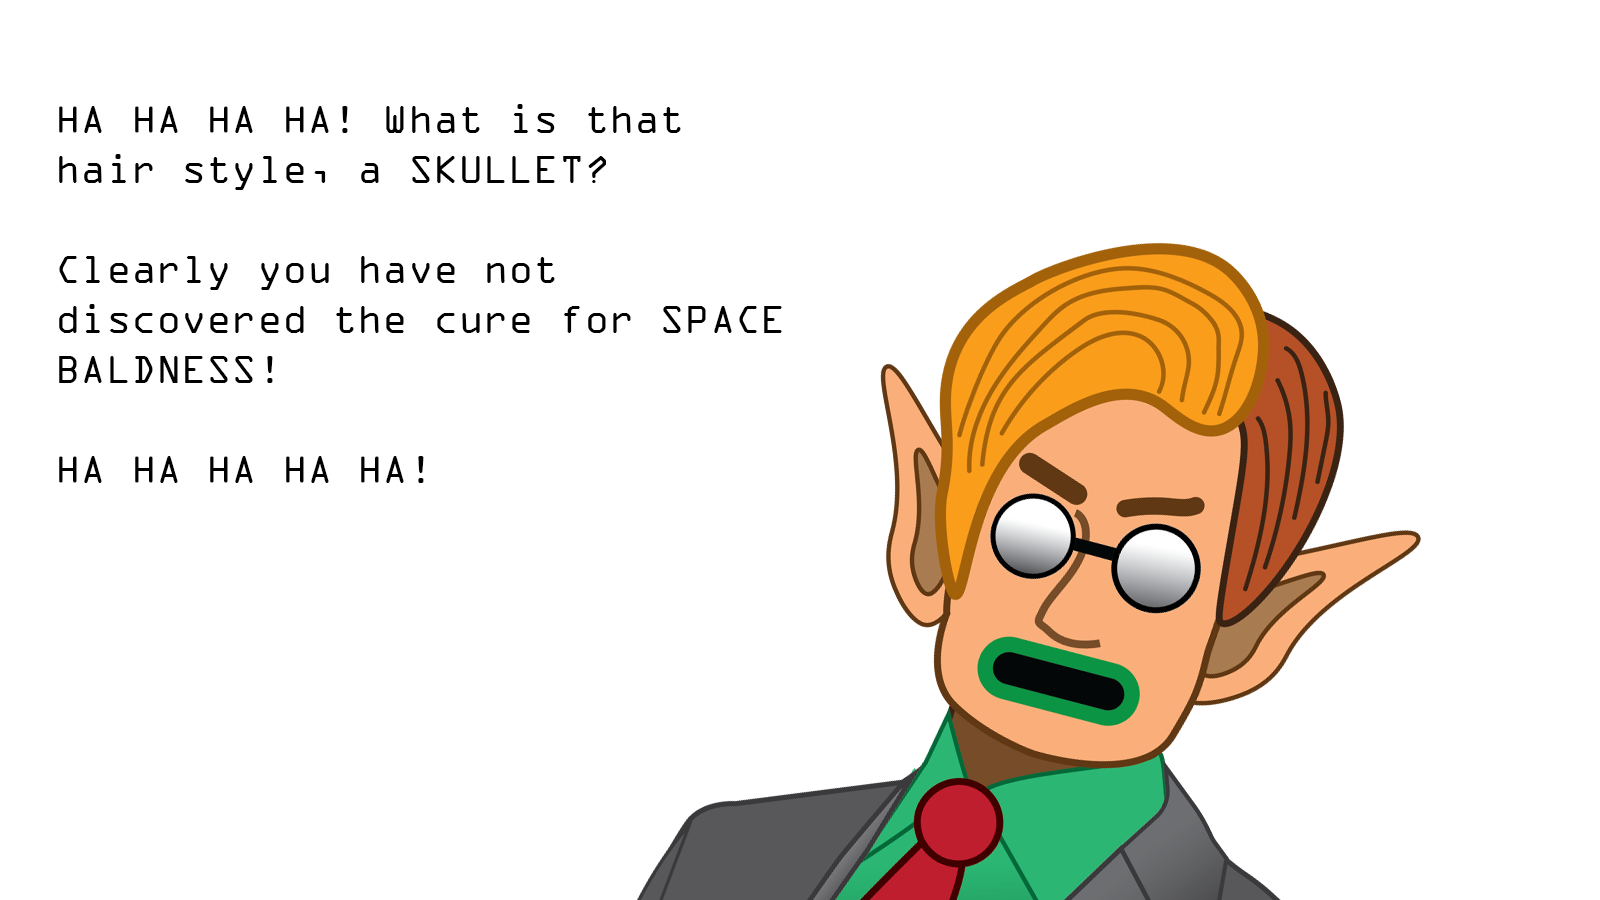 HA HA HA HA! What is that
hair style, a SKULLET?
Clearly you have not
discovered the cure for SPACE
BALDNESS!
HA HA HA HA HA!